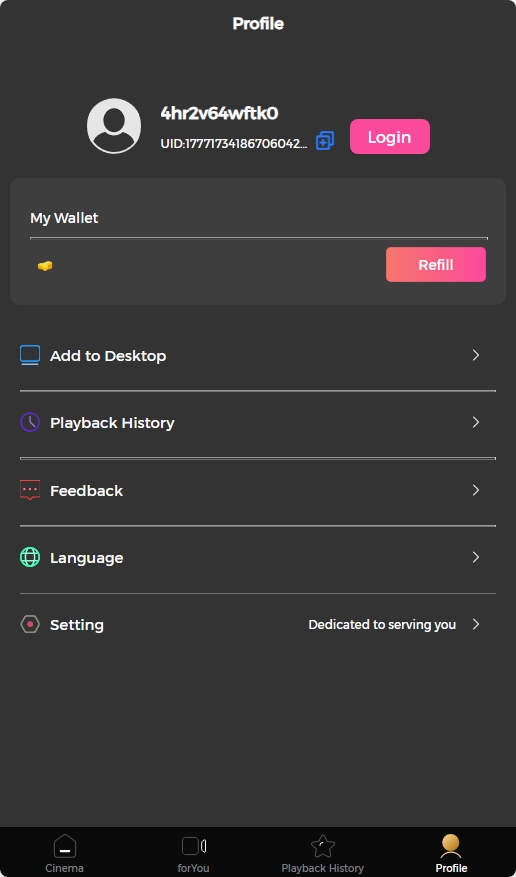 Profile
4hr2v64wftk0
UID:17771734186706042...
Login
My Wallet
Refill
Add to Desktop
Playback History
Feedback
Language
Setting
Dedicated to serving you
Cinema
forYou
Playback History
Profile